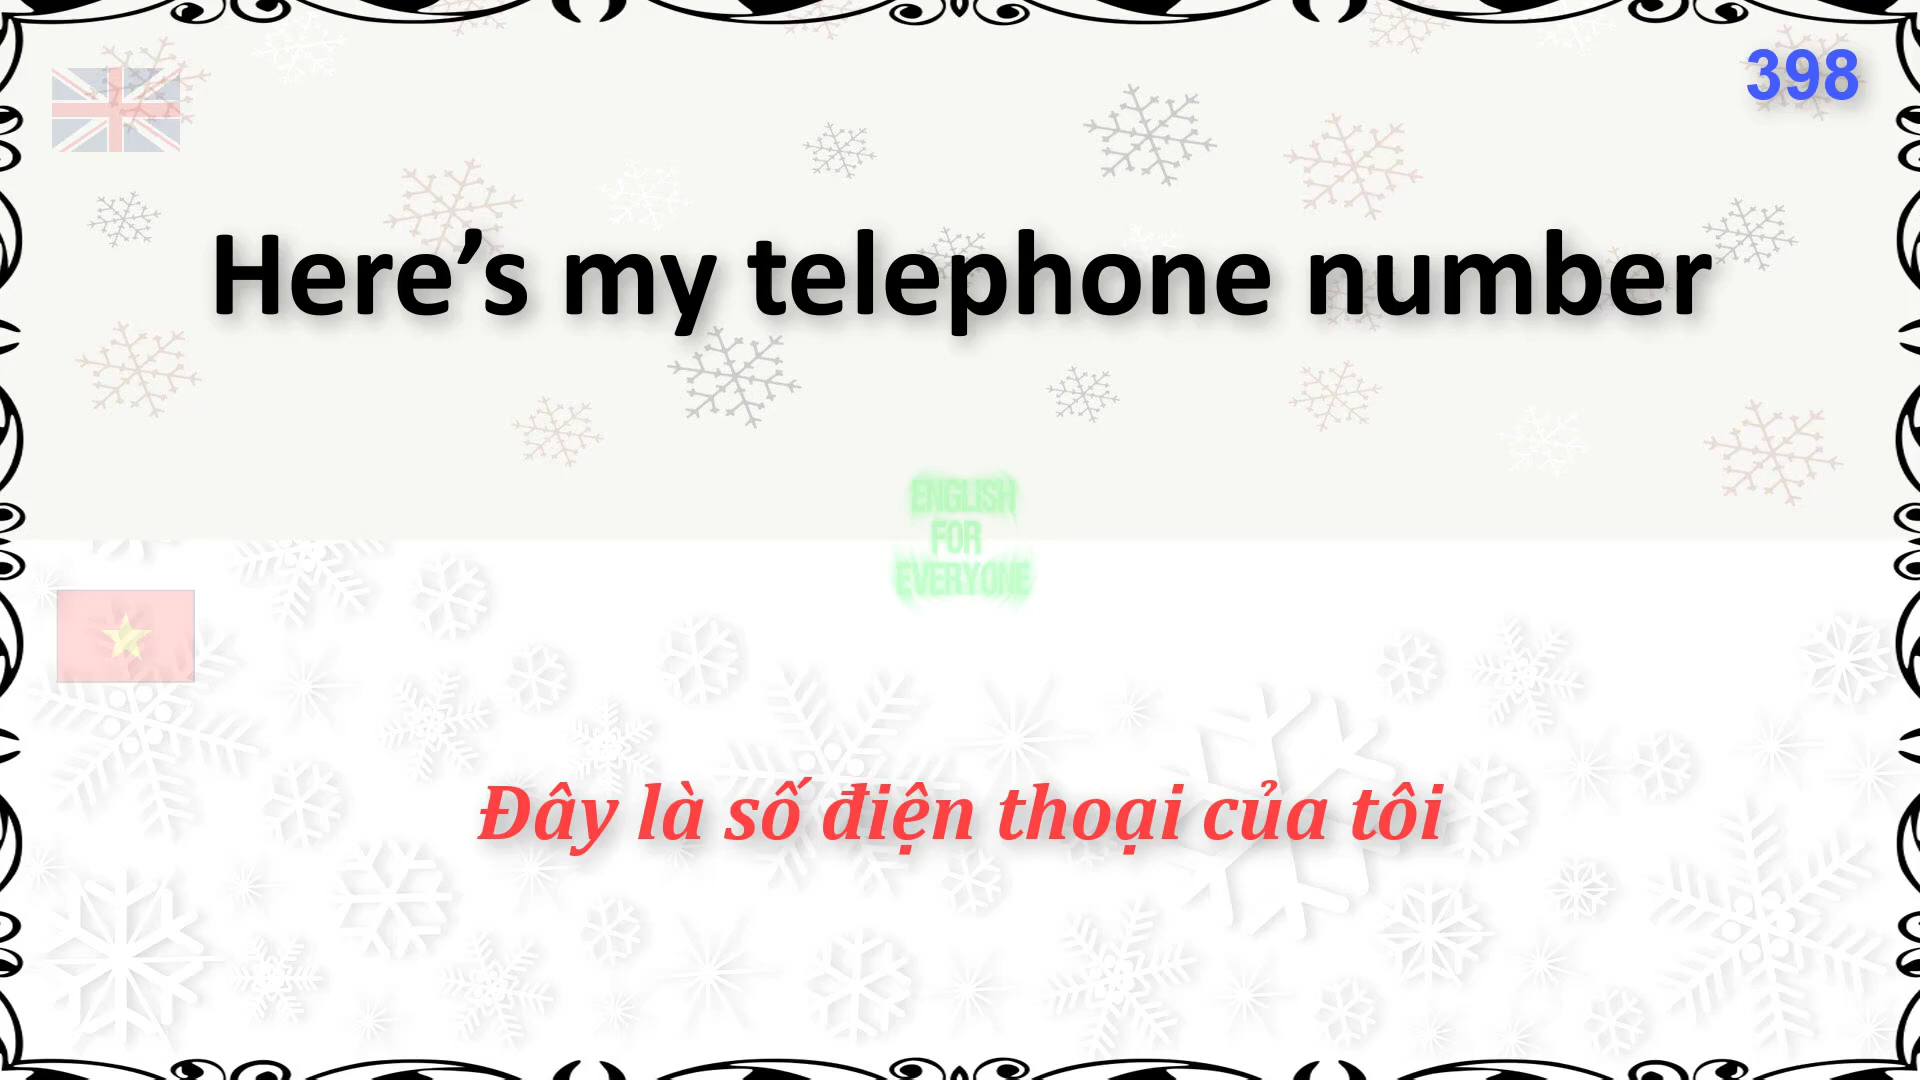 398
Here’s my telephone number
ENGLISH
FOR
EVERYONE
Đây là số điện thoại của tôi